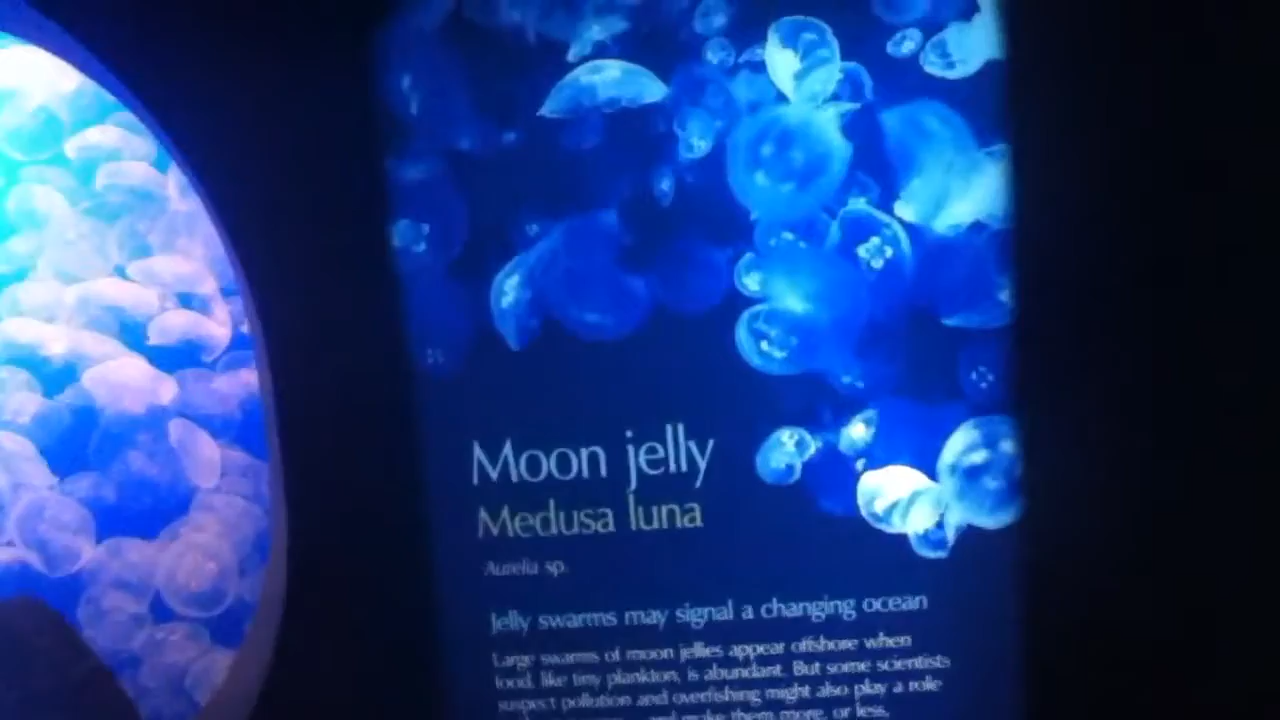 Moon jelly
Medusa luna
Aurelia sp.
Jelly swarms may signal a changing ocean
Large swarms of moon jellies appear offshore when
food, like tiny plankton, is abundant. But some scientists
suspect pollution and overfishing might also play a role
and make them more, or less,